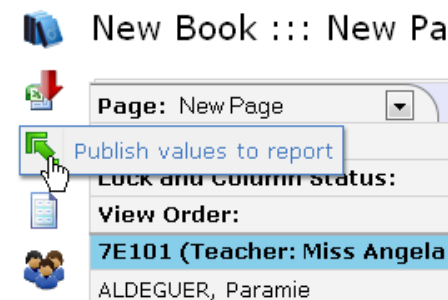 New Book ::: New Pa
Page: New Page
Publish values to report
Lock and Column Status:
View Order:
7E101 (Teacher: Miss Angela
ALDEGUER, Paramie